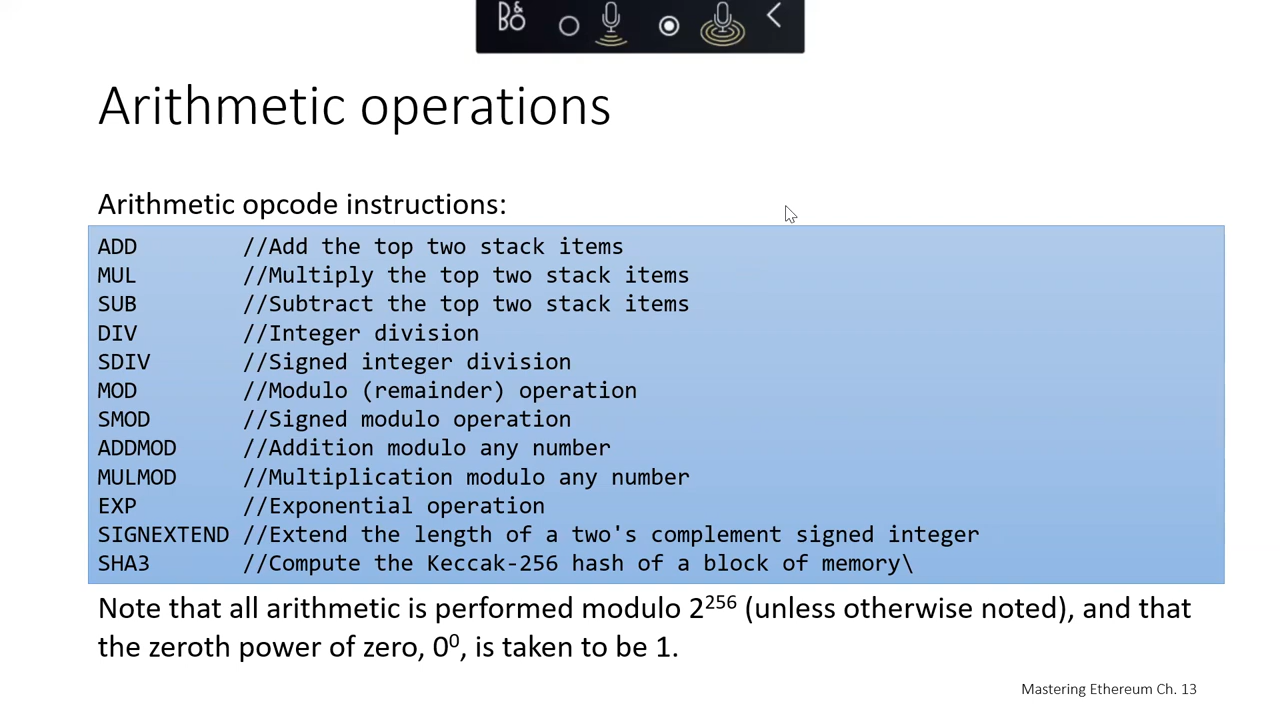 B&O
Arithmetic operations
Arithmetic opcode instructions:
ADD //Add the top two stack items
MUL //Multiply the top two stack items
SUB //Subtract the top two stack items
DIV //Integer division
SDIV //Signed integer division
MOD //Modulo (remainder) operation
SMOD //Signed modulo operation
ADDMOD //Addition modulo any number
MULMOD //Multiplication modulo any number
EXP //Exponential operation
SIGNEXTEND //Extend the length of a two's complement signed integer
SHA3 //Compute the Keccak-256 hash of a block of memory\
Note that all arithmetic is performed modulo 2²⁵⁶ (unless otherwise noted), and that
the zeroth power of zero, 0⁰, is taken to be 1.
Mastering Ethereum Ch. 13